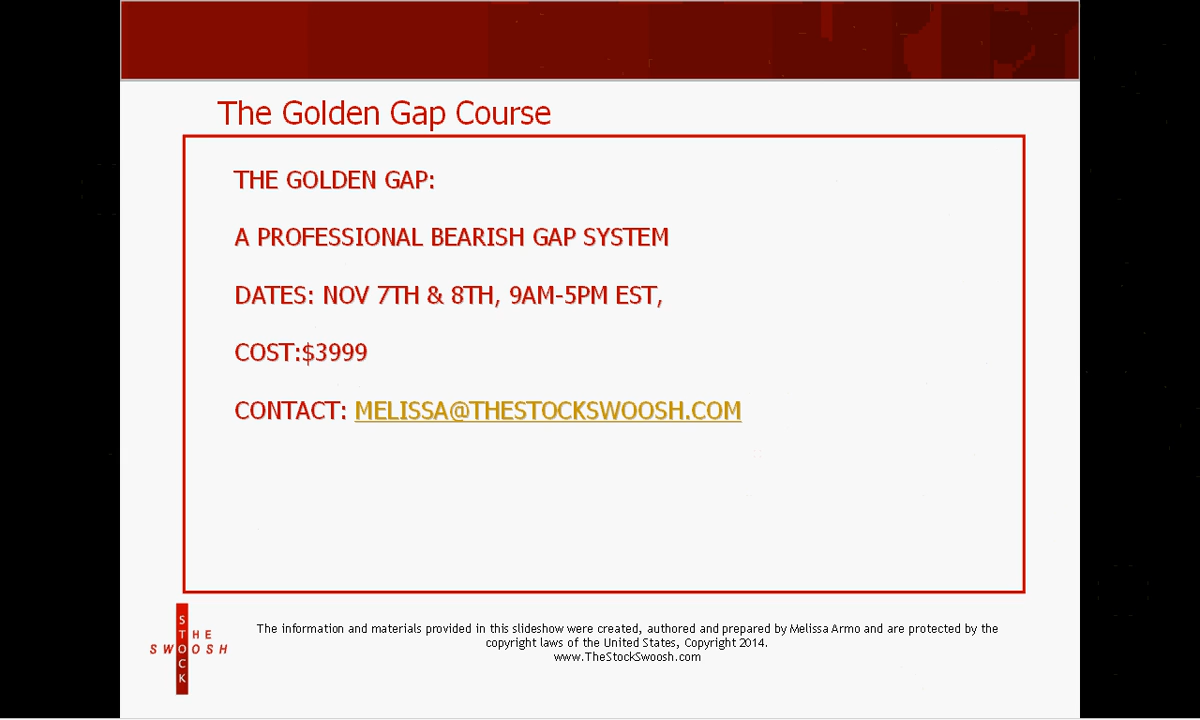 The Golden Gap Course
THE GOLDEN GAP:
A PROFESSIONAL BEARISH GAP SYSTEM
DATES: NOV 7TH & 8TH, 9AM-5PM EST,
COST:$3999
CONTACT: MELISSA@THESTOCKSWOOSH.COM
THE
STOCK
SWOOSH
The information and materials provided in this slideshow were created, authored and prepared by Melissa Armo and are protected by the
copyright laws of the United States, Copyright 2014.
www.TheStockSwoosh.com